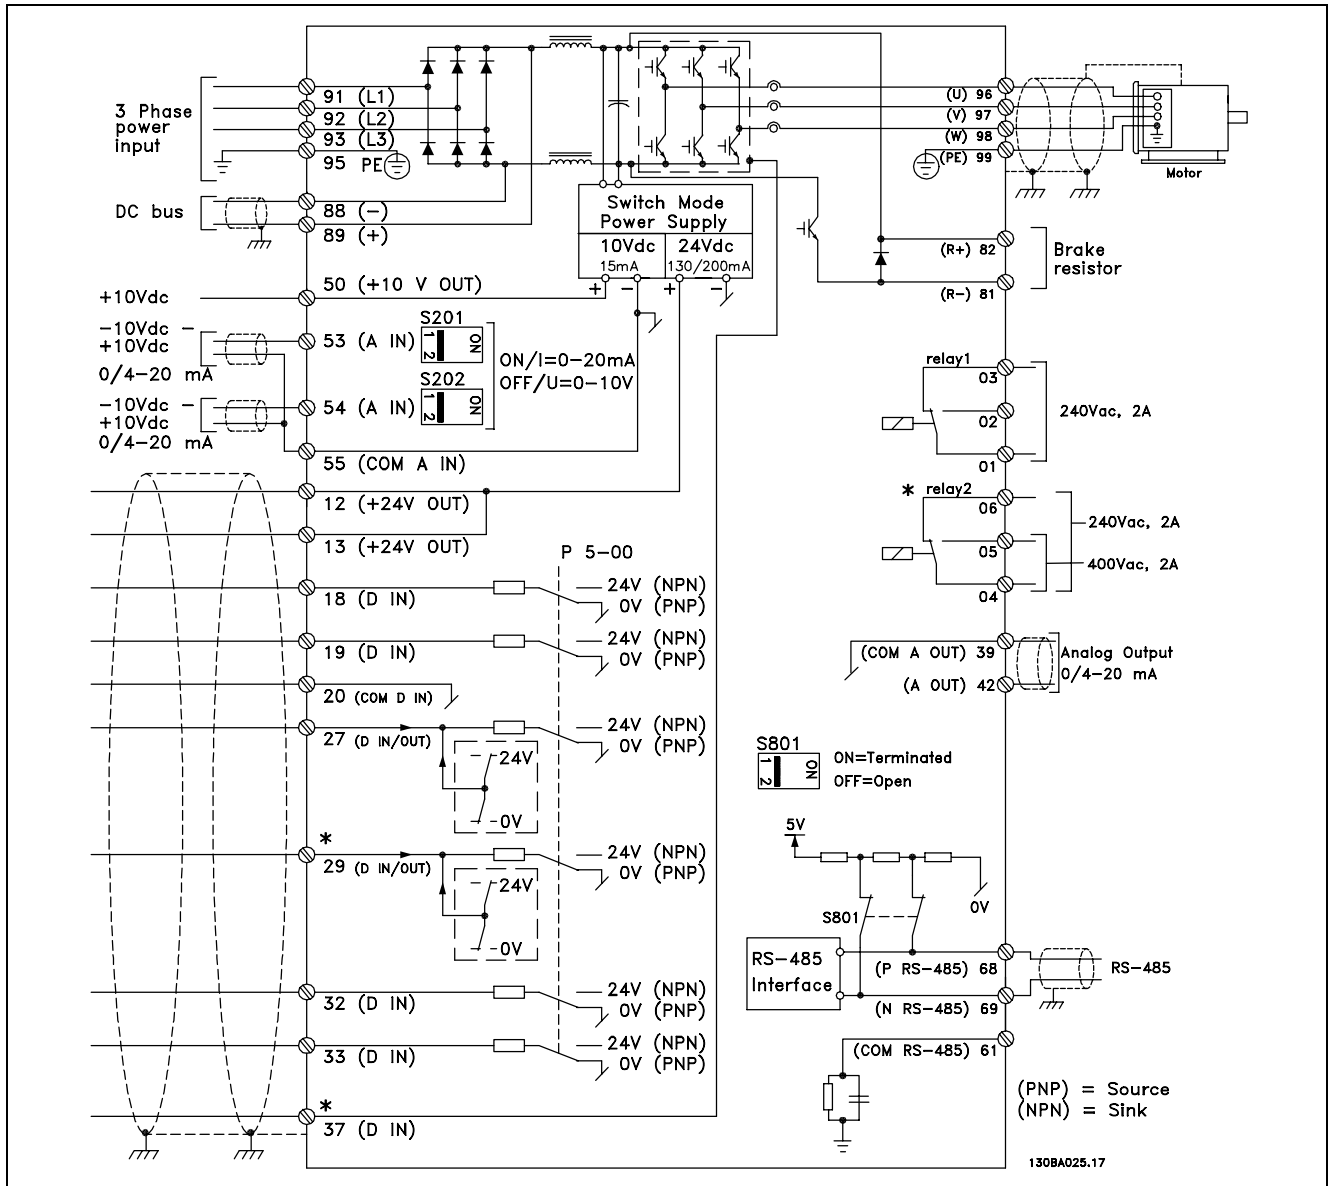 3 Phase
power
input
91 (L1)
92 (L2)
93 (L3)
95 PE
DC bus
88 (−)
89 (+)
Switch Mode
Power Supply
10Vdc
15mA
24Vdc
130/200mA
+ − + −
+10Vdc
50 (+10 V OUT)
−10Vdc −
+10Vdc
0/4−20 mA
53 (A IN)
S201
1 2
ON
−10Vdc −
+10Vdc
0/4−20 mA
54 (A IN)
S202
1 2
ON
ON/I=0−20mA
OFF/U=0−10V
55 (COM A IN)
12 (+24V OUT)
13 (+24V OUT)
P 5-00
18 (D IN)
24V (NPN)
0V (PNP)
19 (D IN)
24V (NPN)
0V (PNP)
20 (COM D IN)
27 (D IN/OUT)
24V (NPN)
0V (PNP)
24V
0V
*
29 (D IN/OUT)
24V (NPN)
0V (PNP)
24V
0V
32 (D IN)
24V (NPN)
0V (PNP)
33 (D IN)
24V (NPN)
0V (PNP)
*
37 (D IN)
(U) 96
(V) 97
(W) 98
(PE) 99
Motor
(R+) 82
(R−) 81
Brake
resistor
relay1
03
02
01
240Vac, 2A
* relay2
06
05
04
240Vac, 2A
400Vac, 2A
(COM A OUT) 39
(A OUT) 42
Analog Output
0/4−20 mA
S801
1 2
ON
ON=Terminated
OFF=Open
5V
0V
S801
RS-485
Interface
(P RS-485) 68
(N RS-485) 69
RS-485
(COM RS-485) 61
(PNP) = Source
(NPN) = Sink
130BA025.17